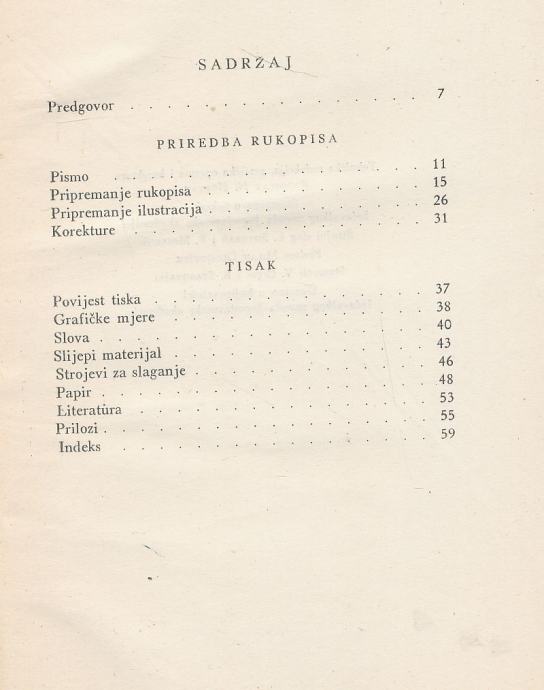 SADRŽAJ
Predgovor . . . . . . . . . . . . . . . . 7
PRIREDBA RUKOPISA
Pismo . . . . . . . . . . . . . . . . 11
Pripremanje rukopisa . . . . . . . . . . . 15
Pripremanje ilustracija . . . . . . . . . . . 26
Korekture . . . . . . . . . . . . . . . 31
TISAK
Povijest tiska . . . . . . . . . . . . . . 37
Grafičke mjere . . . . . . . . . . . . . 38
Slova . . . . . . . . . . . . . . . . . 40
Slijepi materijal . . . . . . . . . . . . . 43
Strojevi za slaganje . . . . . . . . . . . . 46
Papir . . . . . . . . . . . . . . . . . 48
Literatura . . . . . . . . . . . . . . . 53
Prilozi . . . . . . . . . . . . . . . . . 55
Indeks . . . . . . . . . . . . . . . . 59